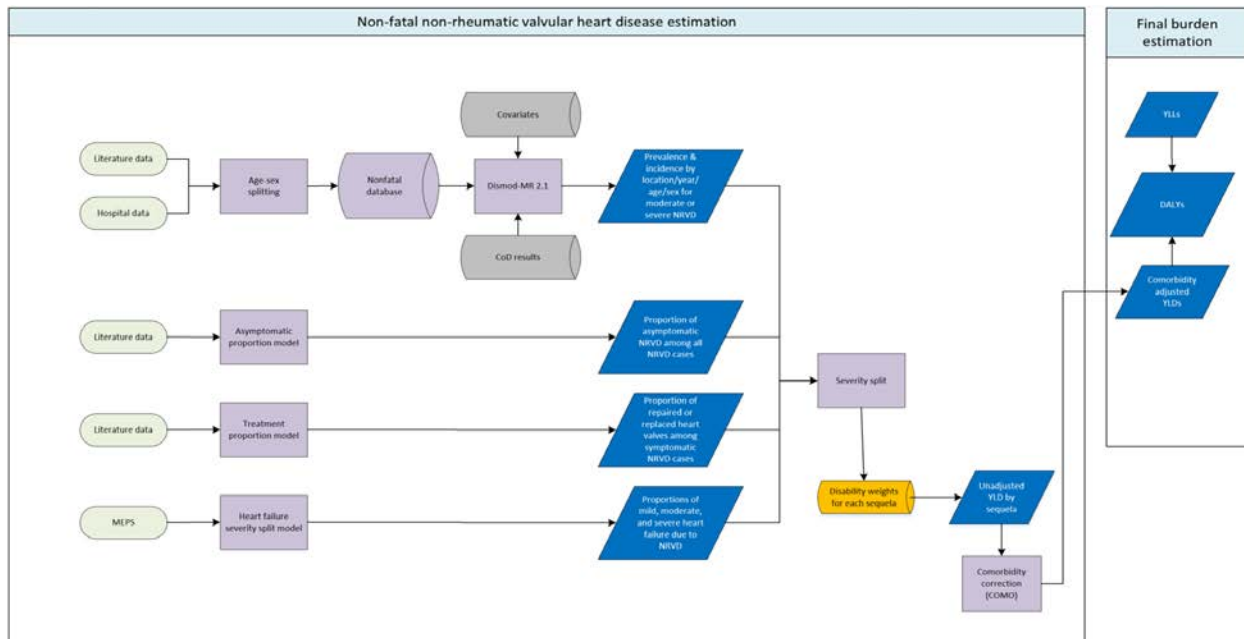 Non-fatal non-rheumatic valvular heart disease estimation
Final burden
estimation
Literature data
Hospital data
Age-sex
splitting
Nonfatal
database
Covariates
Dismod-MR 2.1
CoD results
Prevalence &
incidence by
location/year/
age/sex for
moderate or
severe NRVD
YLLs
DALYs
Comorbidity
adjusted
YLDs
Literature data
Asymptomatic
proportion model
Proportion of
asymptomatic
NRVD among all
NRVD cases
Severity split
Literature data
Treatment
proportion model
Proportion of
repaired or
replaced heart
valves among
symptomatic
NRVD cases
Disability weights
for each sequela
Unadjusted
YLD by
sequela
MEPS
Heart failure
severity split model
Proportions of
mild, moderate,
and severe heart
failure due to
NRVD
Comorbidity
correction
(COMO)